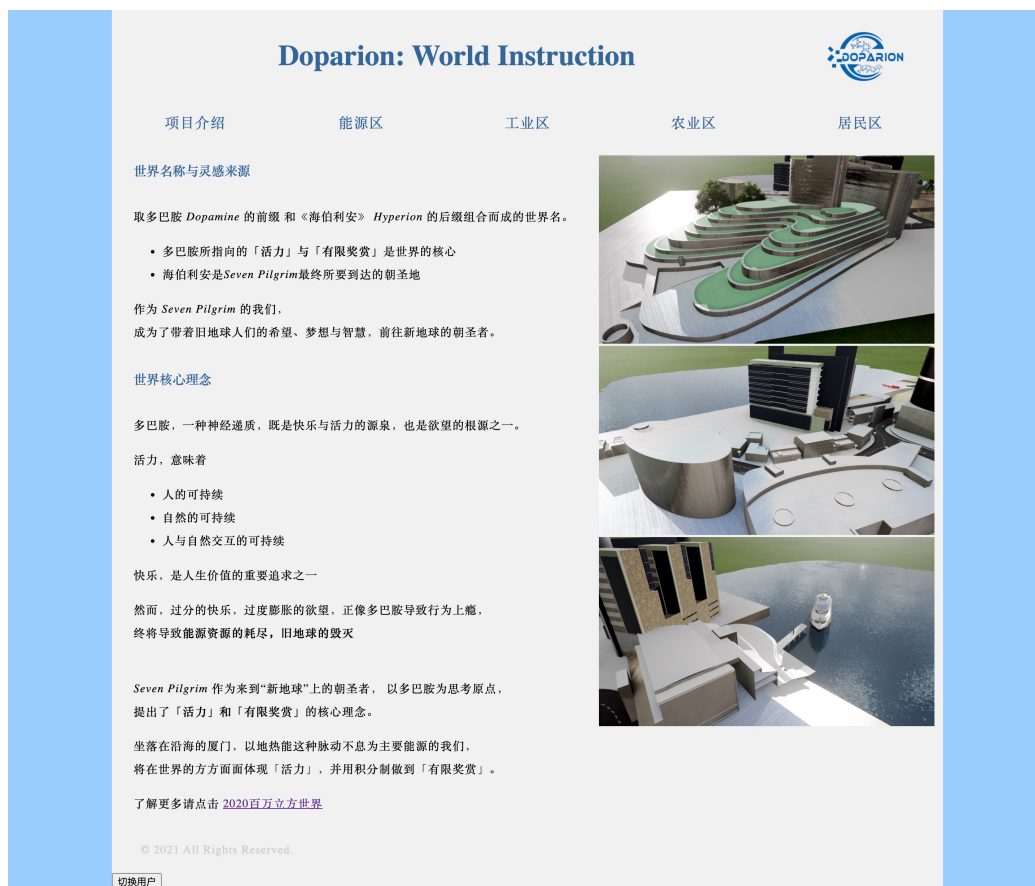 Doparion: World Instruction
DOPARION
项目介绍
能源区
工业区
农业区
居民区
世界名称与灵感来源
取多巴胺 Dopamine 的前缀 和《海伯利安》 Hyperion 的后缀组合而成的世界名。
• 多巴胺所指向的「活力」与「有限奖赏」是世界的核心
• 海伯利安是Seven Pilgrim最终所要到达的朝圣地
作为 Seven Pilgrim 的我们，
成为了带着旧地球人们的希望、梦想与智慧，前往新地球的朝圣者。
世界核心理念
多巴胺，一种神经递质，既是快乐与活力的源泉，也是欲望的根源之一。
活力，意味着
• 人的可持续
• 自然的可持续
• 人与自然交互的可持续
快乐，是人生价值的重要追求之一
然而，过分的快乐，过度膨胀的欲望，正像多巴胺导致行为上瘾，
终将导致能源资源的耗尽，旧地球的毁灭
Seven Pilgrim 作为来到“新地球”上的朝圣者， 以多巴胺为思考原点，
提出了「活力」和「有限奖赏」的核心理念。
坐落在沿海的厦门，以地热能这种脉动不息为主要能源的我们，
将在世界的方方面面体现「活力」，并用积分制做到「有限奖赏」。
了解更多请点击 2020百万立方世界
© 2021 All Rights Reserved.
切换用户